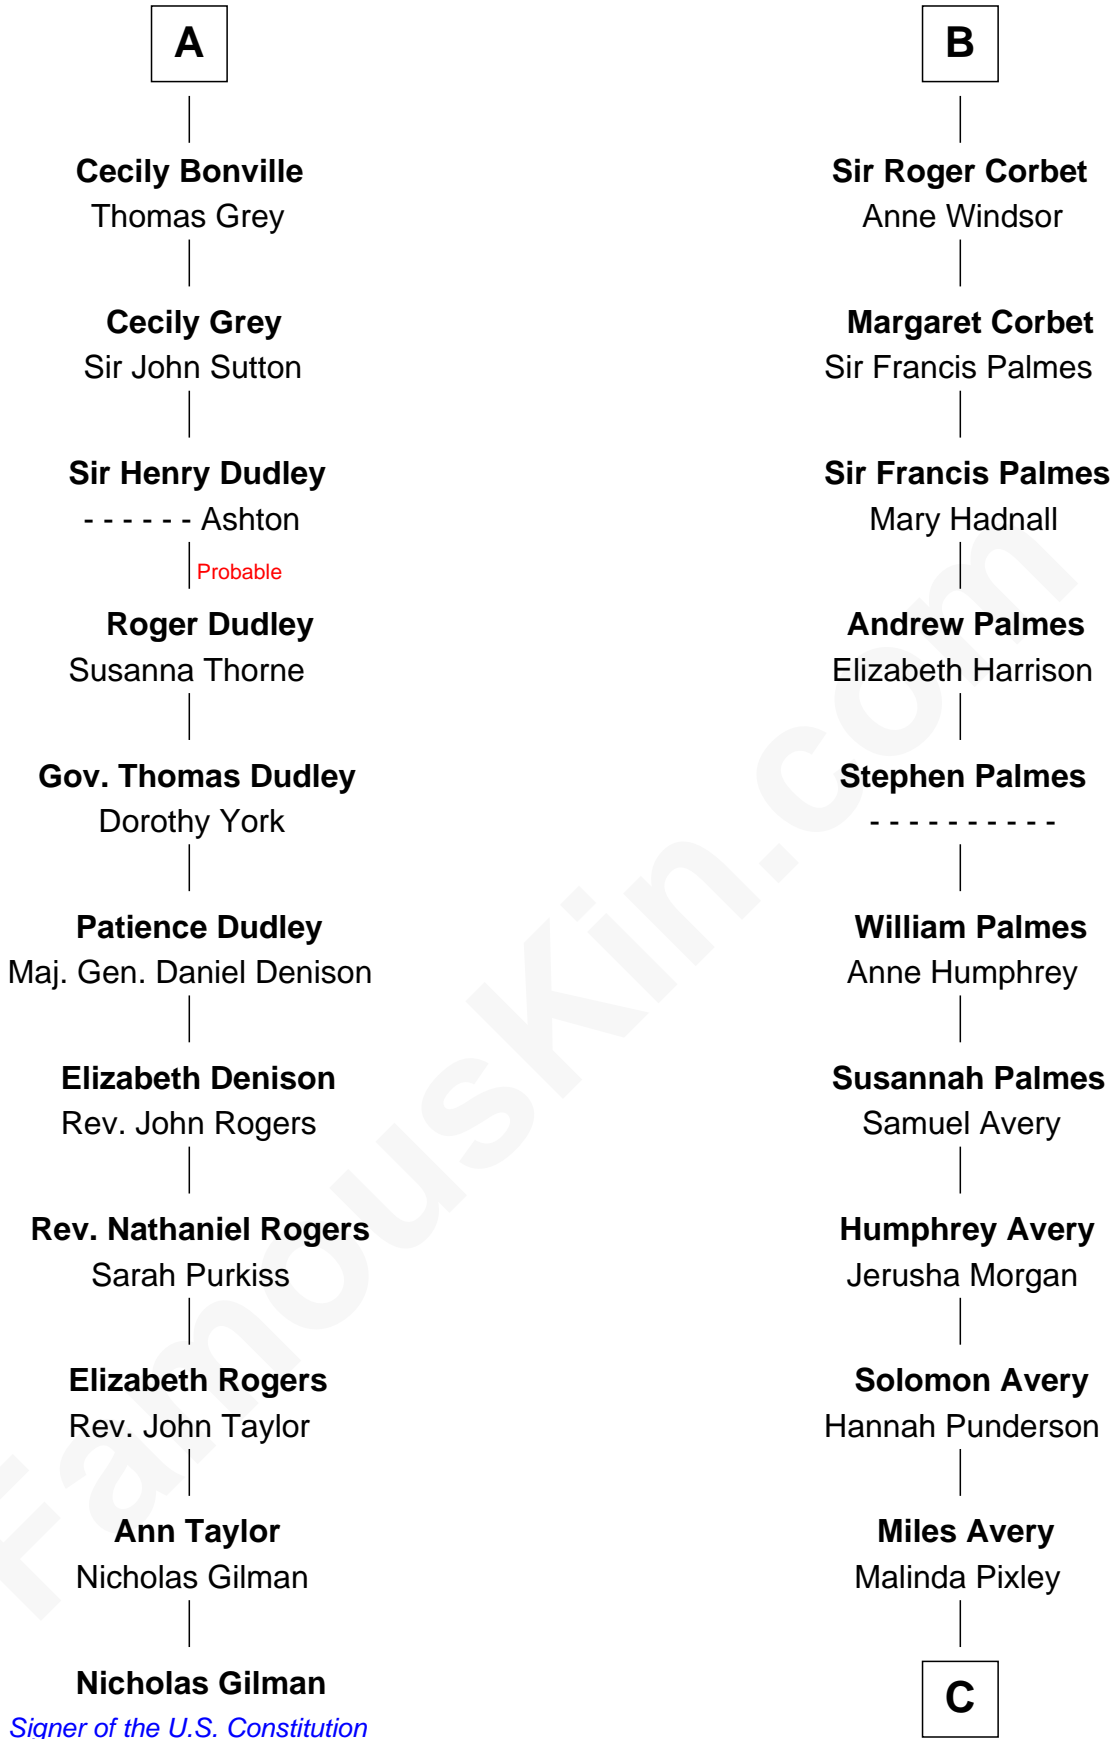 A
Cecily Bonville
Thomas Grey
Cecily Grey
Sir John Sutton
Sir Henry Dudley
- - - - - - Ashton
Probable
Roger Dudley
Susanna Thorne
Gov. Thomas Dudley
Dorothy York
Patience Dudley
Maj. Gen. Daniel Denison
Elizabeth Denison
Rev. John Rogers
Rev. Nathaniel Rogers
Sarah Purkiss
Elizabeth Rogers
Rev. John Taylor
Ann Taylor
Nicholas Gilman
Nicholas Gilman
Signer of the U.S. Constitution
B
Sir Roger Corbet
Anne Windsor
Margaret Corbet
Sir Francis Palmes
Sir Francis Palmes
Mary Hadnall
Andrew Palmes
Elizabeth Harrison
Stephen Palmes
- - - - - - - - - -
William Palmes
Anne Humphrey
Susannah Palmes
Samuel Avery
Humphrey Avery
Jerusha Morgan
Solomon Avery
Hannah Punderson
Miles Avery
Malinda Pixley
C
FamousKin.com